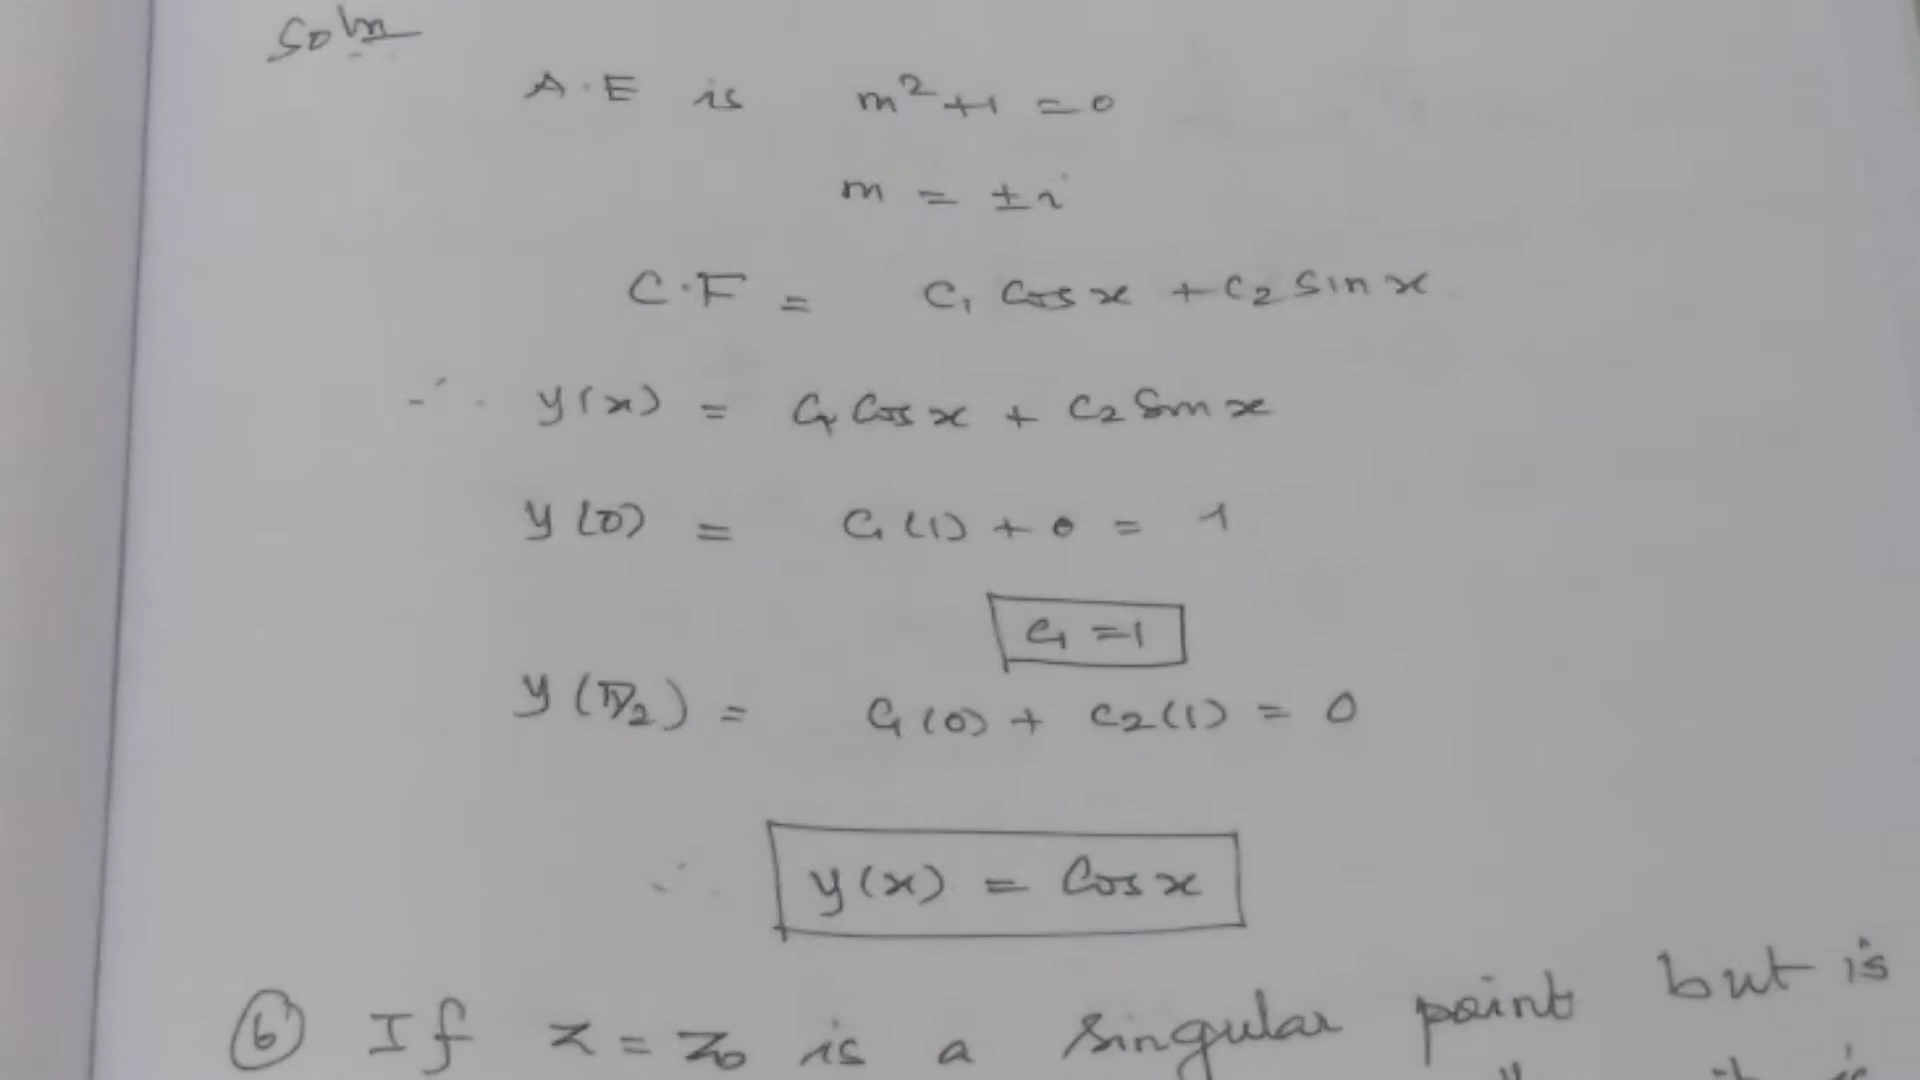 Soln
A.E is m²+1 = 0
m = ±i
C.F = C₁ Cos x + C₂ Sin x
∴ y(x) = C₁ Cos x + C₂ Sin x
y(0) = C₁(1) + 0 = 1
C₁ = 1
y(π/2) = C₁(0) + C₂(1) = 0
∴ y(x) = Cos x
⑥ If z = z₀ is a singular point but is